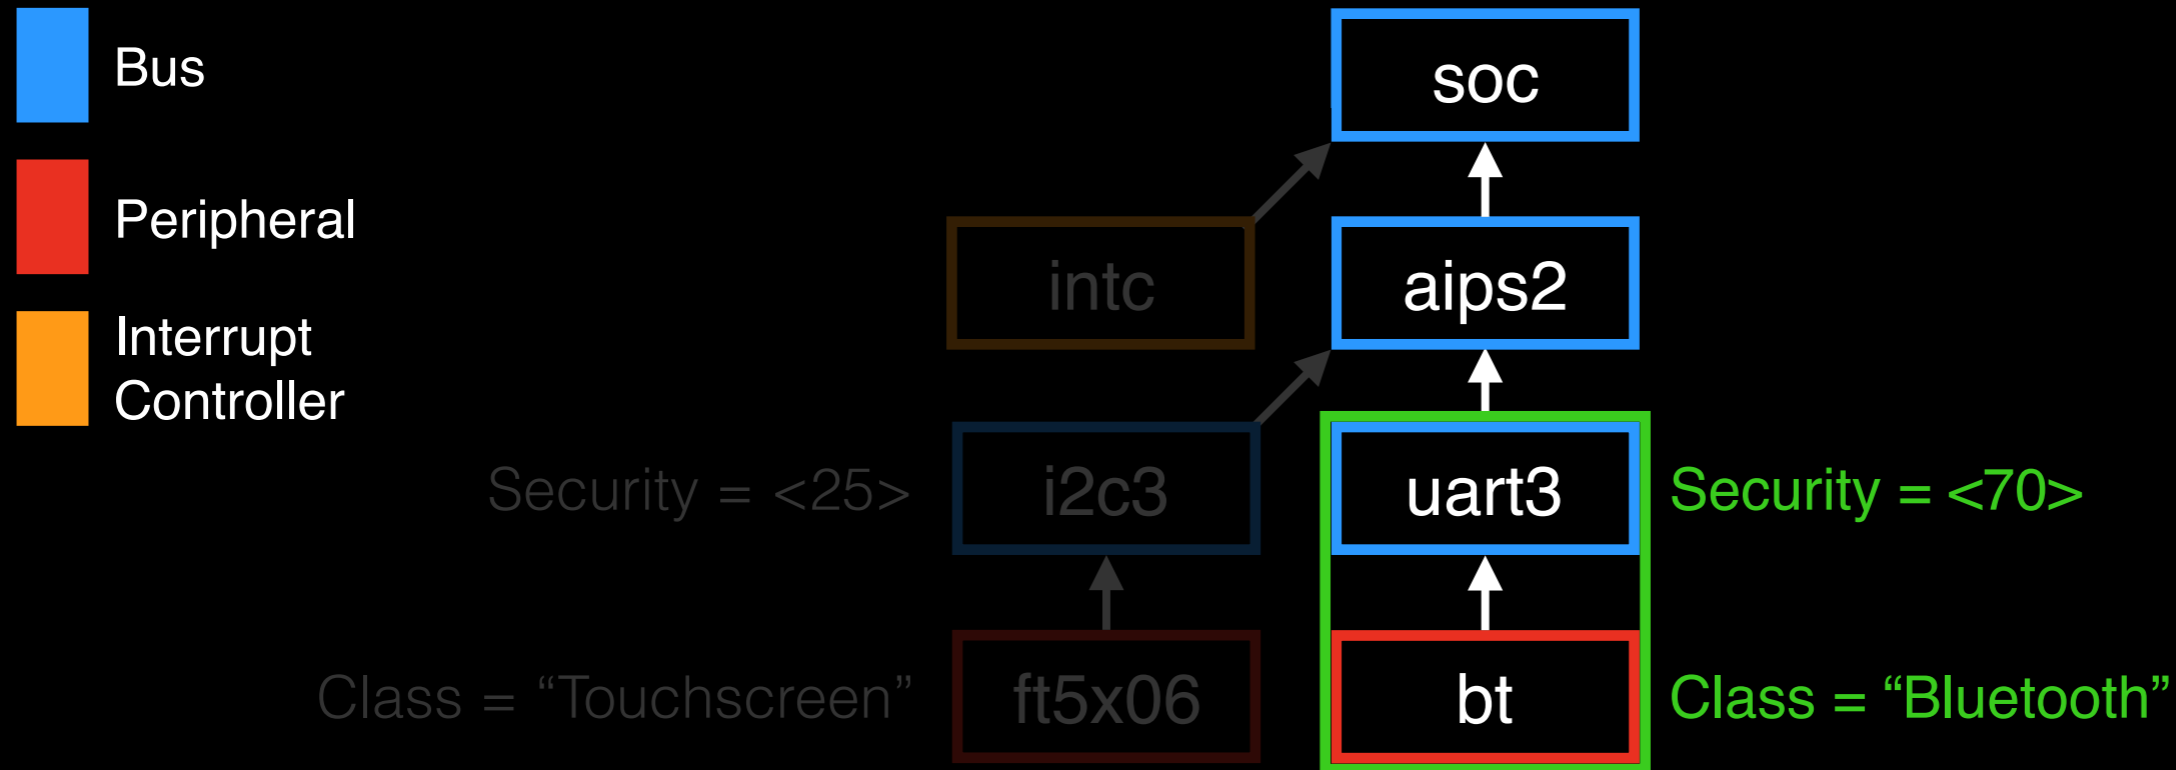 Bus
Peripheral
Interrupt
Controller
soc
intc
aips2
Security = <25>
i2c3
uart3
Security = <70>
Class = “Touchscreen”
ft5x06
bt
Class = “Bluetooth”